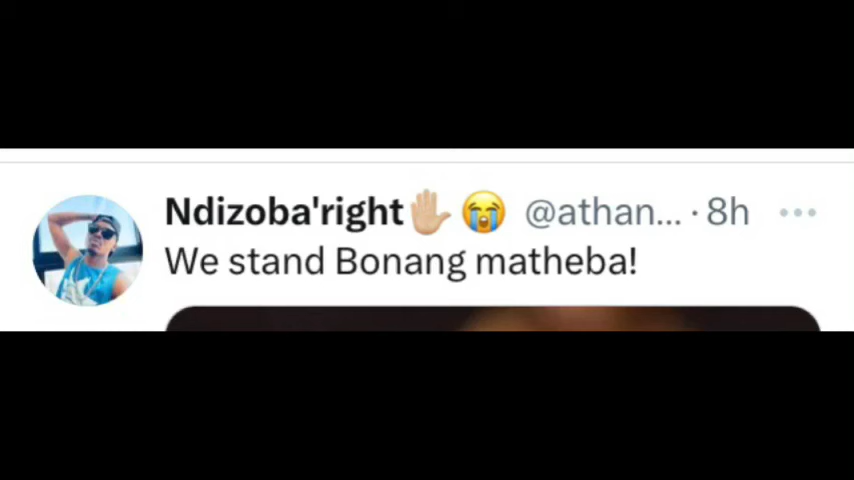 Ndizoba'right✋🏼😭 @athan... · 8h
We stand Bonang matheba!